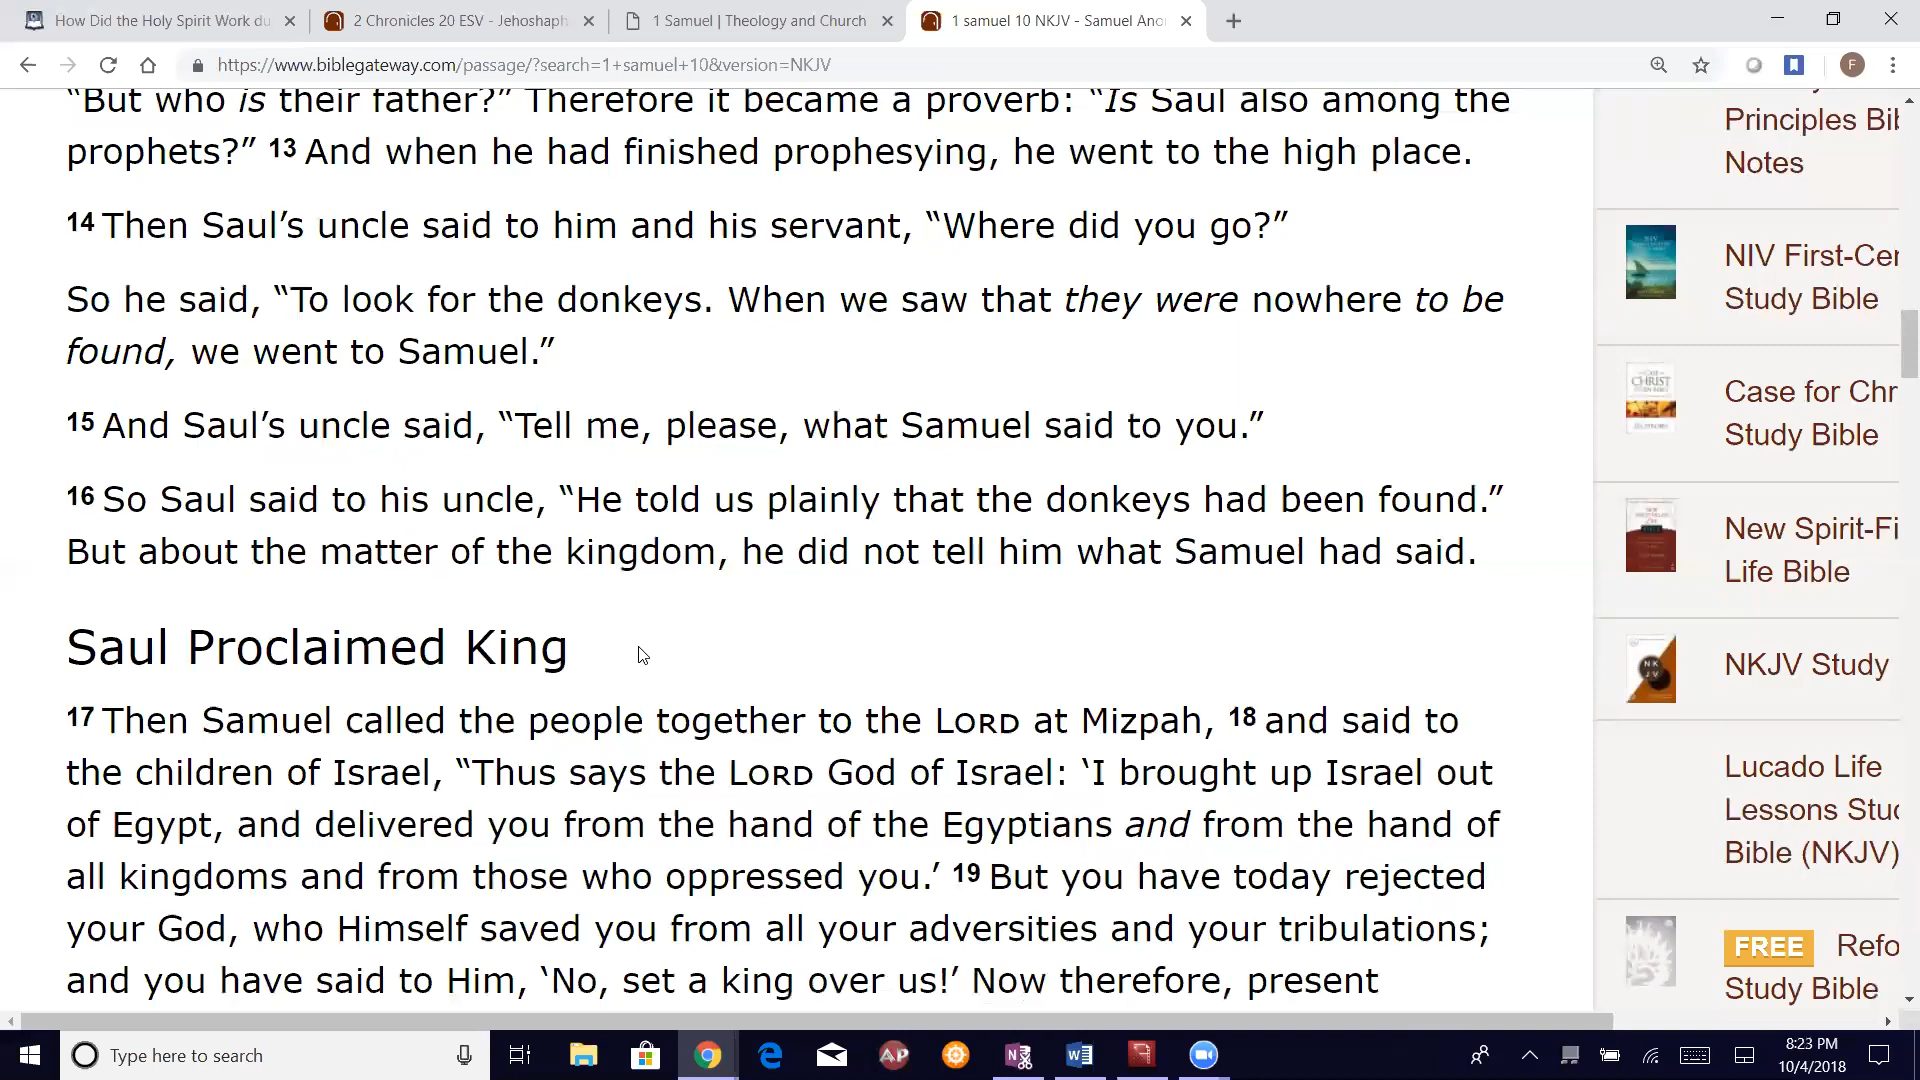 How Did the Holy Spirit Work du
2 Chronicles 20 ESV - Jehoshaph
1 Samuel | Theology and Church
1 samuel 10 NKJV - Samuel Anoi
https://www.biblegateway.com/passage/?search=1+samuel+10&version=NKJV
F
“But who is their father?” Therefore it became a proverb: “Is Saul also among the
prophets?” 13 And when he had finished prophesying, he went to the high place.
14 Then Saul’s uncle said to him and his servant, “Where did you go?”
So he said, “To look for the donkeys. When we saw that they were nowhere to be
found, we went to Samuel.”
15 And Saul’s uncle said, “Tell me, please, what Samuel said to you.”
16 So Saul said to his uncle, “He told us plainly that the donkeys had been found.”
But about the matter of the kingdom, he did not tell him what Samuel had said.
Saul Proclaimed King
17 Then Samuel called the people together to the LORD at Mizpah, 18 and said to
the children of Israel, “Thus says the LORD God of Israel: ‘I brought up Israel out
of Egypt, and delivered you from the hand of the Egyptians and from the hand of
all kingdoms and from those who oppressed you.’ 19 But you have today rejected
your God, who Himself saved you from all your adversities and your tribulations;
and you have said to Him, ‘No, set a king over us!’ Now therefore, present
Principles Bib
Notes
NIV First-Cen
Study Bible
Case for Chr
Study Bible
New Spirit-Fi
Life Bible
NKJV Study
Lucado Life
Lessons Stud
Bible (NKJV)
FREE Refo
Study Bible
Type here to search
8:23 PM
10/4/2018